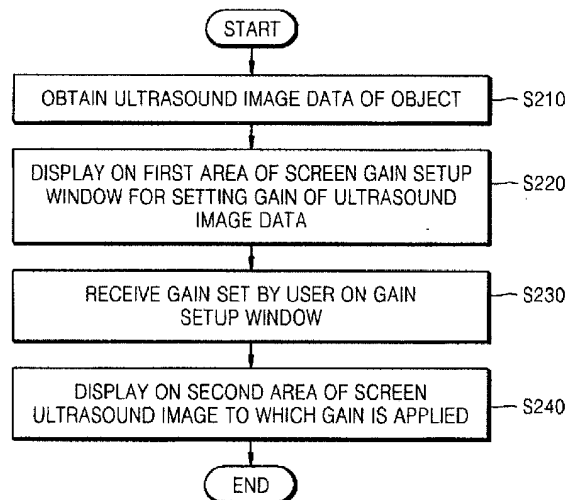 START
OBTAIN ULTRASOUND IMAGE DATA OF OBJECT
S210
DISPLAY ON FIRST AREA OF SCREEN GAIN SETUP
WINDOW FOR SETTING GAIN OF ULTRASOUND
IMAGE DATA
S220
RECEIVE GAIN SET BY USER ON GAIN
SETUP WINDOW
S230
DISPLAY ON SECOND AREA OF SCREEN
ULTRASOUND IMAGE TO WHICH GAIN IS APPLIED
S240
END